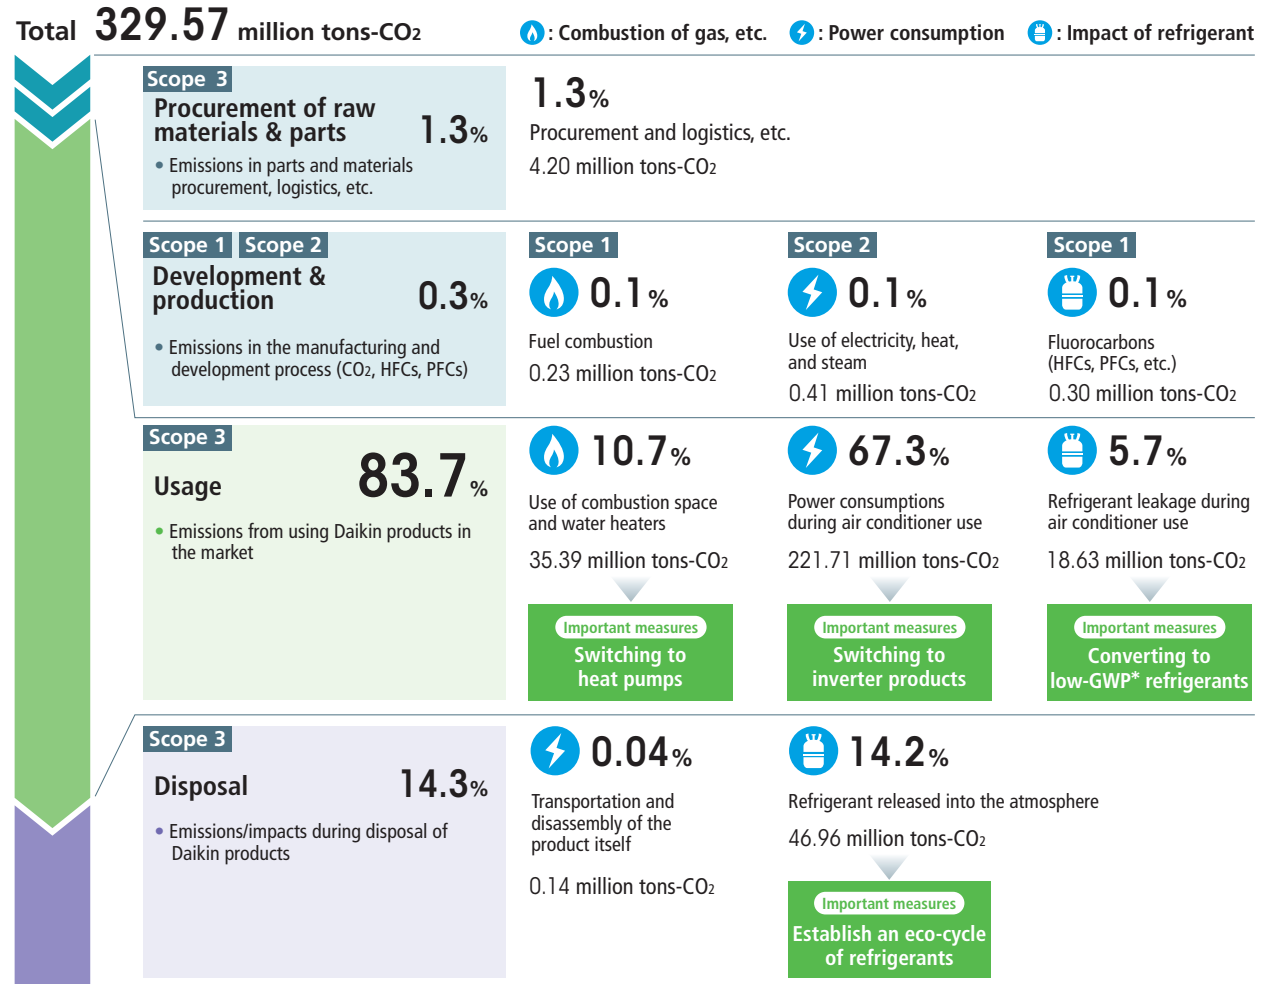 Total 329.57 million tons-CO2
: Combustion of gas, etc. : Power consumption : Impact of refrigerant
Scope 3
Procurement of raw
materials & parts 1.3%
• Emissions in parts and materials
procurement, logistics, etc.
1.3%
Procurement and logistics, etc.
4.20 million tons-CO2
Scope 1 Scope 2
Development &
production 0.3%
• Emissions in the manufacturing and
development process (CO2, HFCs, PFCs)
Scope 1
0.1%
Fuel combustion
0.23 million tons-CO2
Scope 2
0.1%
Use of electricity, heat,
and steam
0.41 million tons-CO2
Scope 1
0.1%
Fluorocarbons
(HFCs, PFCs, etc.)
0.30 million tons-CO2
Scope 3
Usage 83.7%
• Emissions from using Daikin products in
the market
10.7%
Use of combustion space
and water heaters
35.39 million tons-CO2
Important measures
Switching to
heat pumps
67.3%
Power consumptions
during air conditioner use
221.71 million tons-CO2
Important measures
Switching to
inverter products
5.7%
Refrigerant leakage during
air conditioner use
18.63 million tons-CO2
Important measures
Converting to
low-GWP* refrigerants
Scope 3
Disposal 14.3%
• Emissions/impacts during disposal of
Daikin products
0.04%
Transportation and
disassembly of the
product itself
0.14 million tons-CO2
14.2%
Refrigerant released into the atmosphere
46.96 million tons-CO2
Important measures
Establish an eco-cycle
of refrigerants